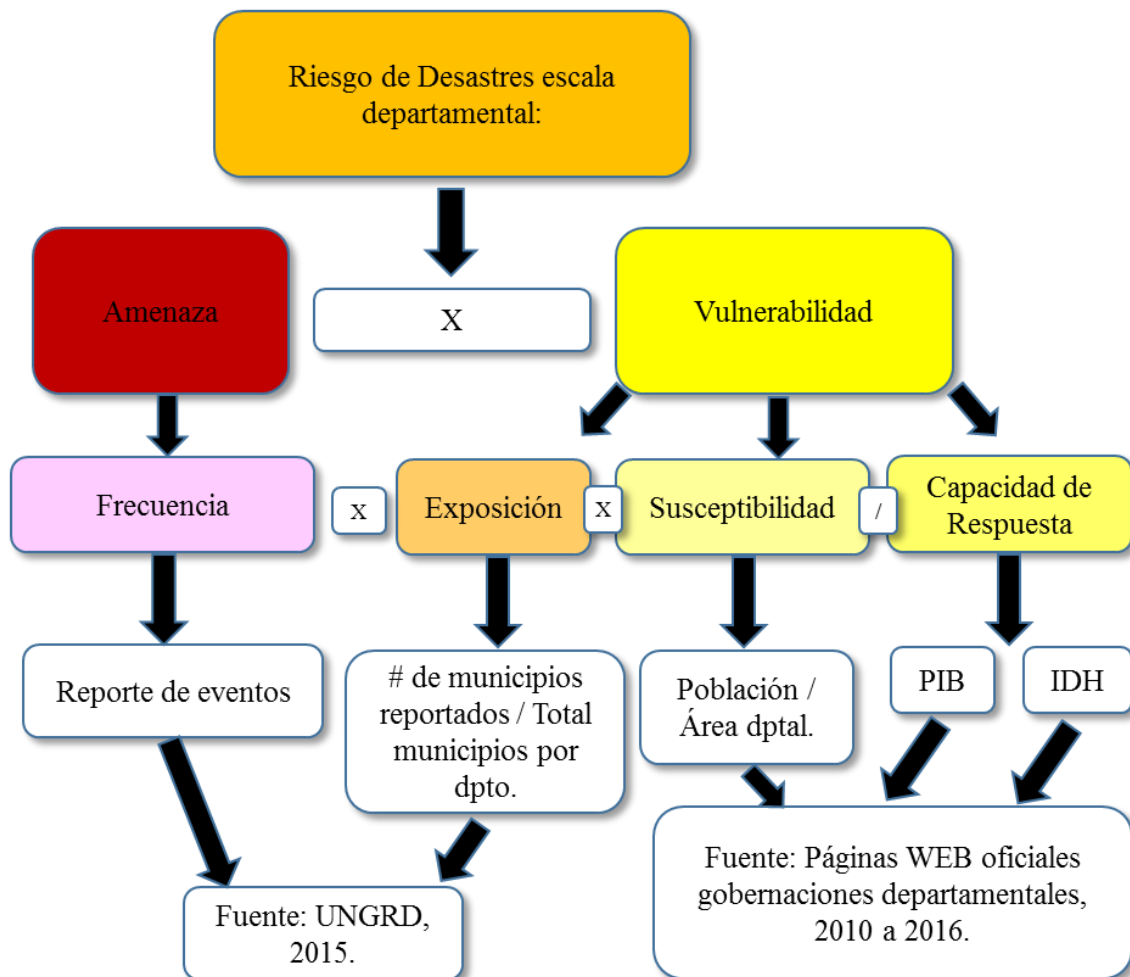 Riesgo de Desastres escala
departamental:
Amenaza
X
Vulnerabilidad
Frecuencia
X
Exposición
X
Susceptibilidad
/
Capacidad de
Respuesta
Reporte de eventos
# de municipios
reportados / Total
municipios por
dpto.
Población /
Área dptal.
PIB
IDH
Fuente: UNGRD,
2015.
Fuente: Páginas WEB oficiales
gobernaciones departamentales,
2010 a 2016.